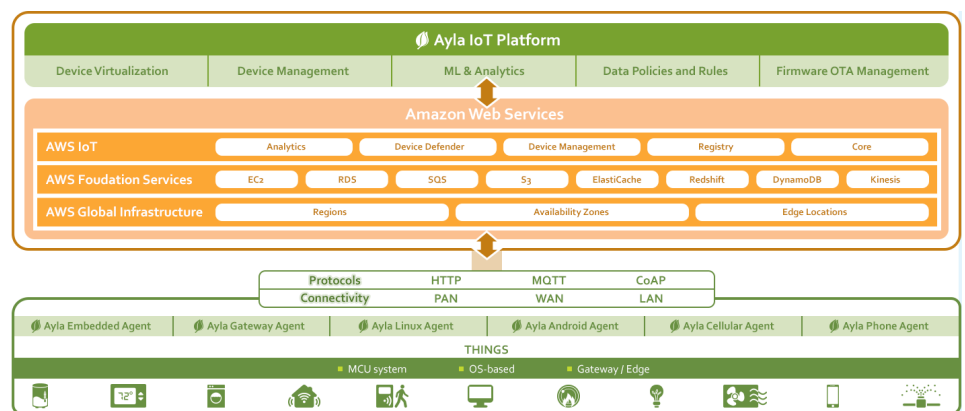 Ayla IoT Platform
Device Virtualization Device Management ML & Analytics Data Policies and Rules Firmware OTA Management
Amazon Web Services
AWS IoT Analytics Device Defender Device Management Registry Core
AWS Foudation Services EC2 RDS SQS S3 ElastiCache Redshift DynamoDB Kinesis
AWS Global Infrastructure Regions Availability Zones Edge Locations
Protocols HTTP MQTT CoAP
Connectivity PAN WAN LAN
Ayla Embedded Agent Ayla Gateway Agent Ayla Linux Agent Ayla Android Agent Ayla Cellular Agent Ayla Phone Agent
THINGS
MCU system OS-based Gateway / Edge
72°